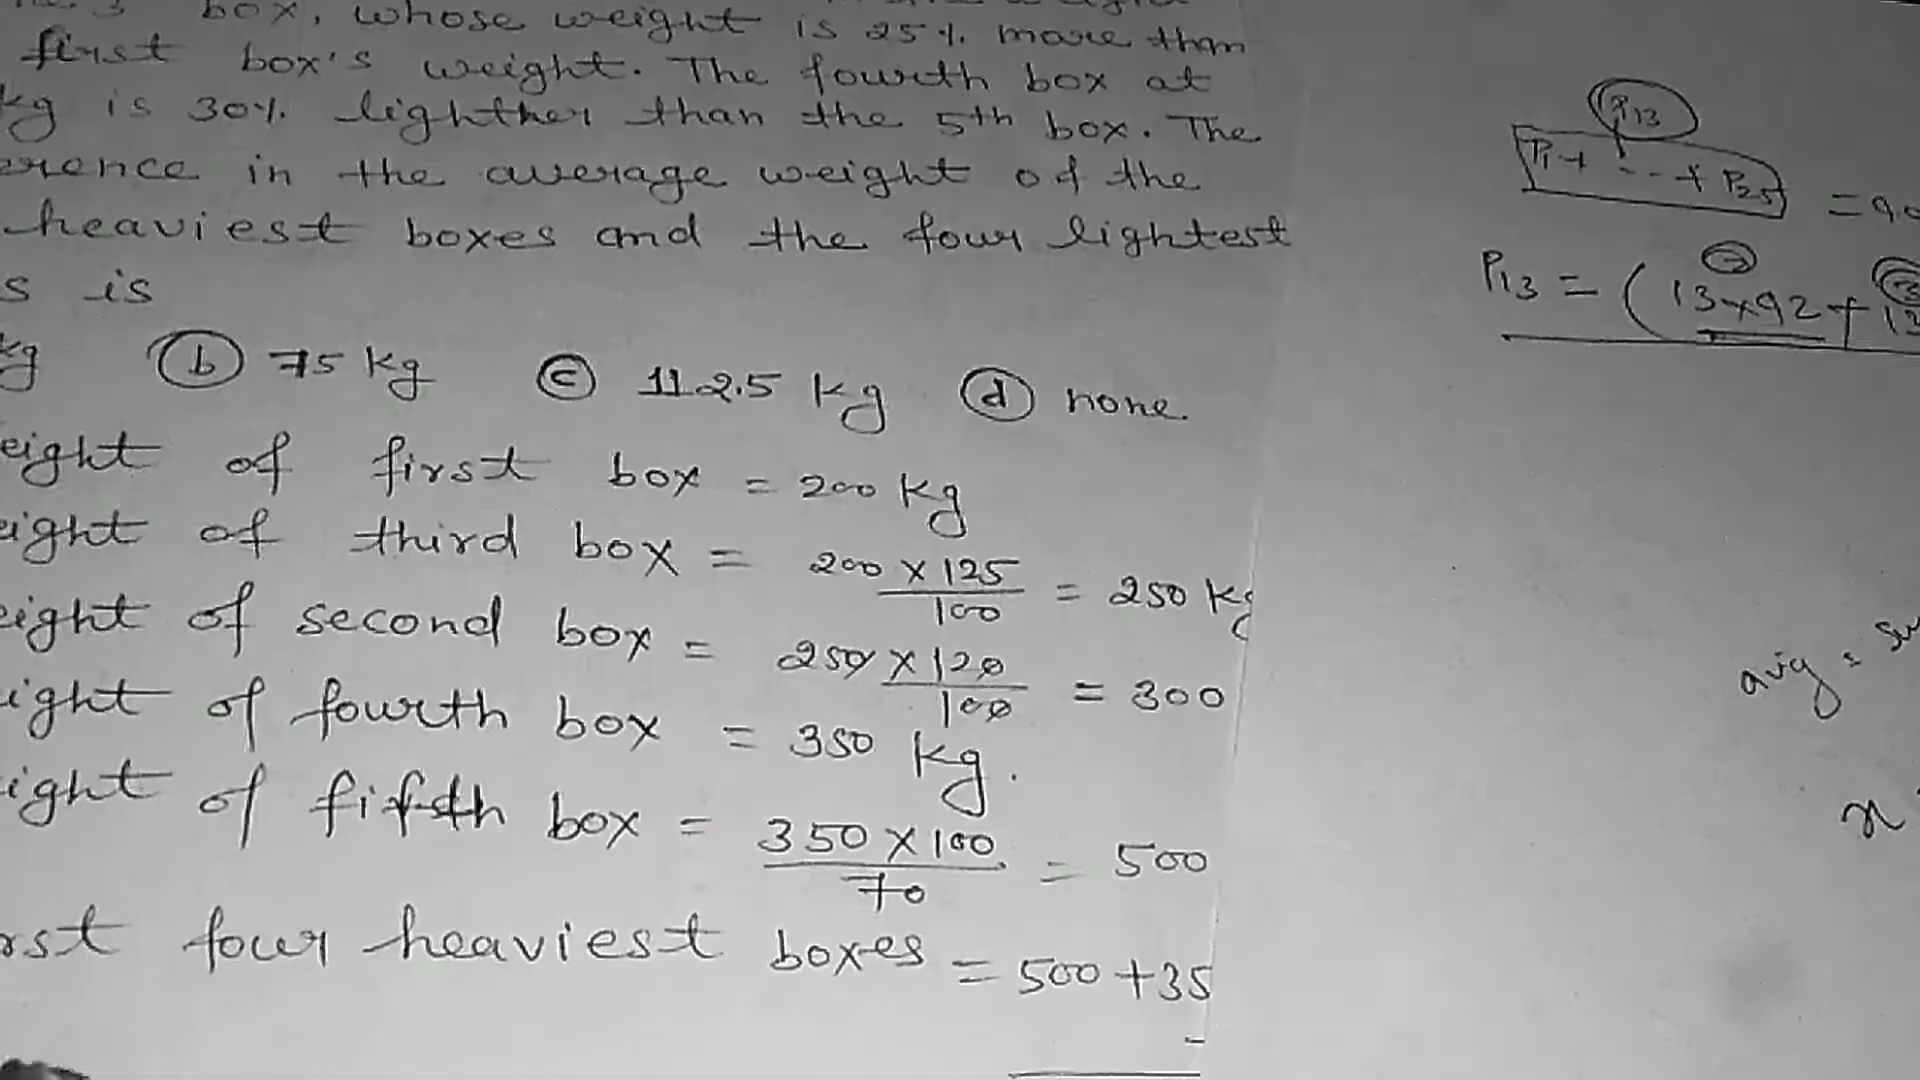 box, whose weight is 25%. more than
first box's weight. The fourth box at
kg is 30%. lighther than the 5th box. The
erence in the average weight of the
heaviest boxes and the four lightest
s is
kg (b) 75 kg (c) 112.5 kg (d) none.
eight of first box = 200 kg
eight of third box = 200 x 125 / 100 = 250 kg
eight of second box = 250 x 120 / 100 = 300
eight of fourth box = 350 kg.
ight of fifth box = 350 x 100 / 70 = 500
rst four heaviest boxes = 500 + 35
P13
P1 + ... + P25 = 90
P13 = (13x92 + 13
avg =
x